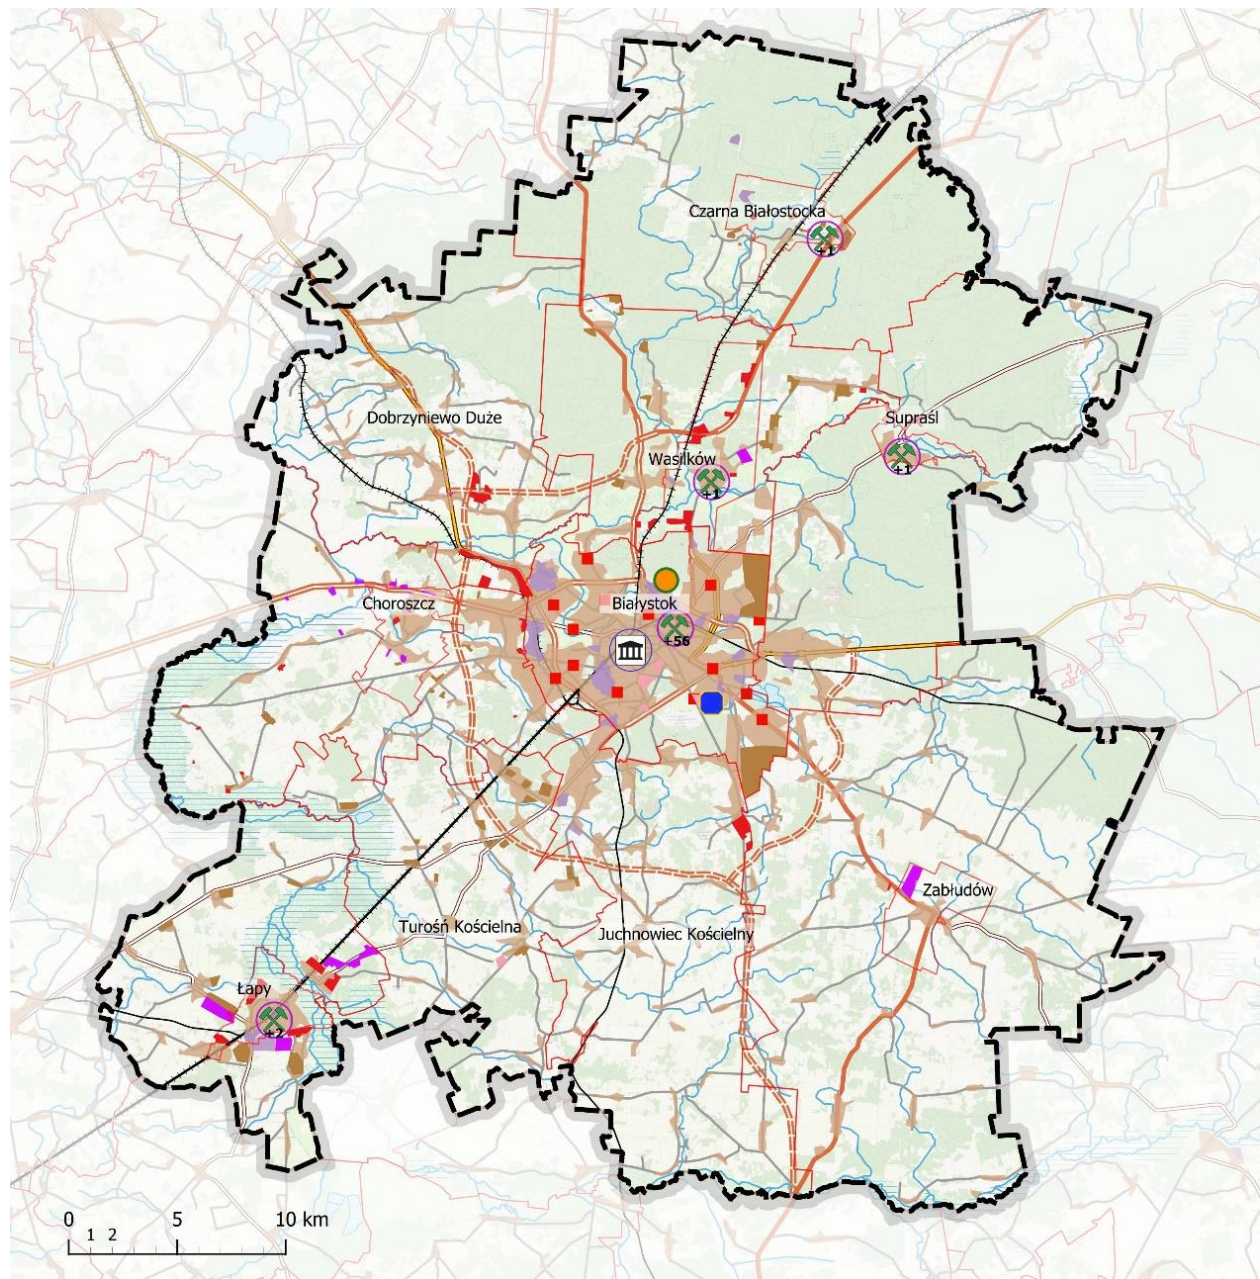 Czarna Białostocka
+1
Dobrzyniewo Duże
Supraśl
+1
Wasilków
+1
Choroszcz
Białystok
+56
Zabłudów
Turośń Kościelna
Juchnowiec Kościelny
Łapy
+2
0 5 10 km
1 2